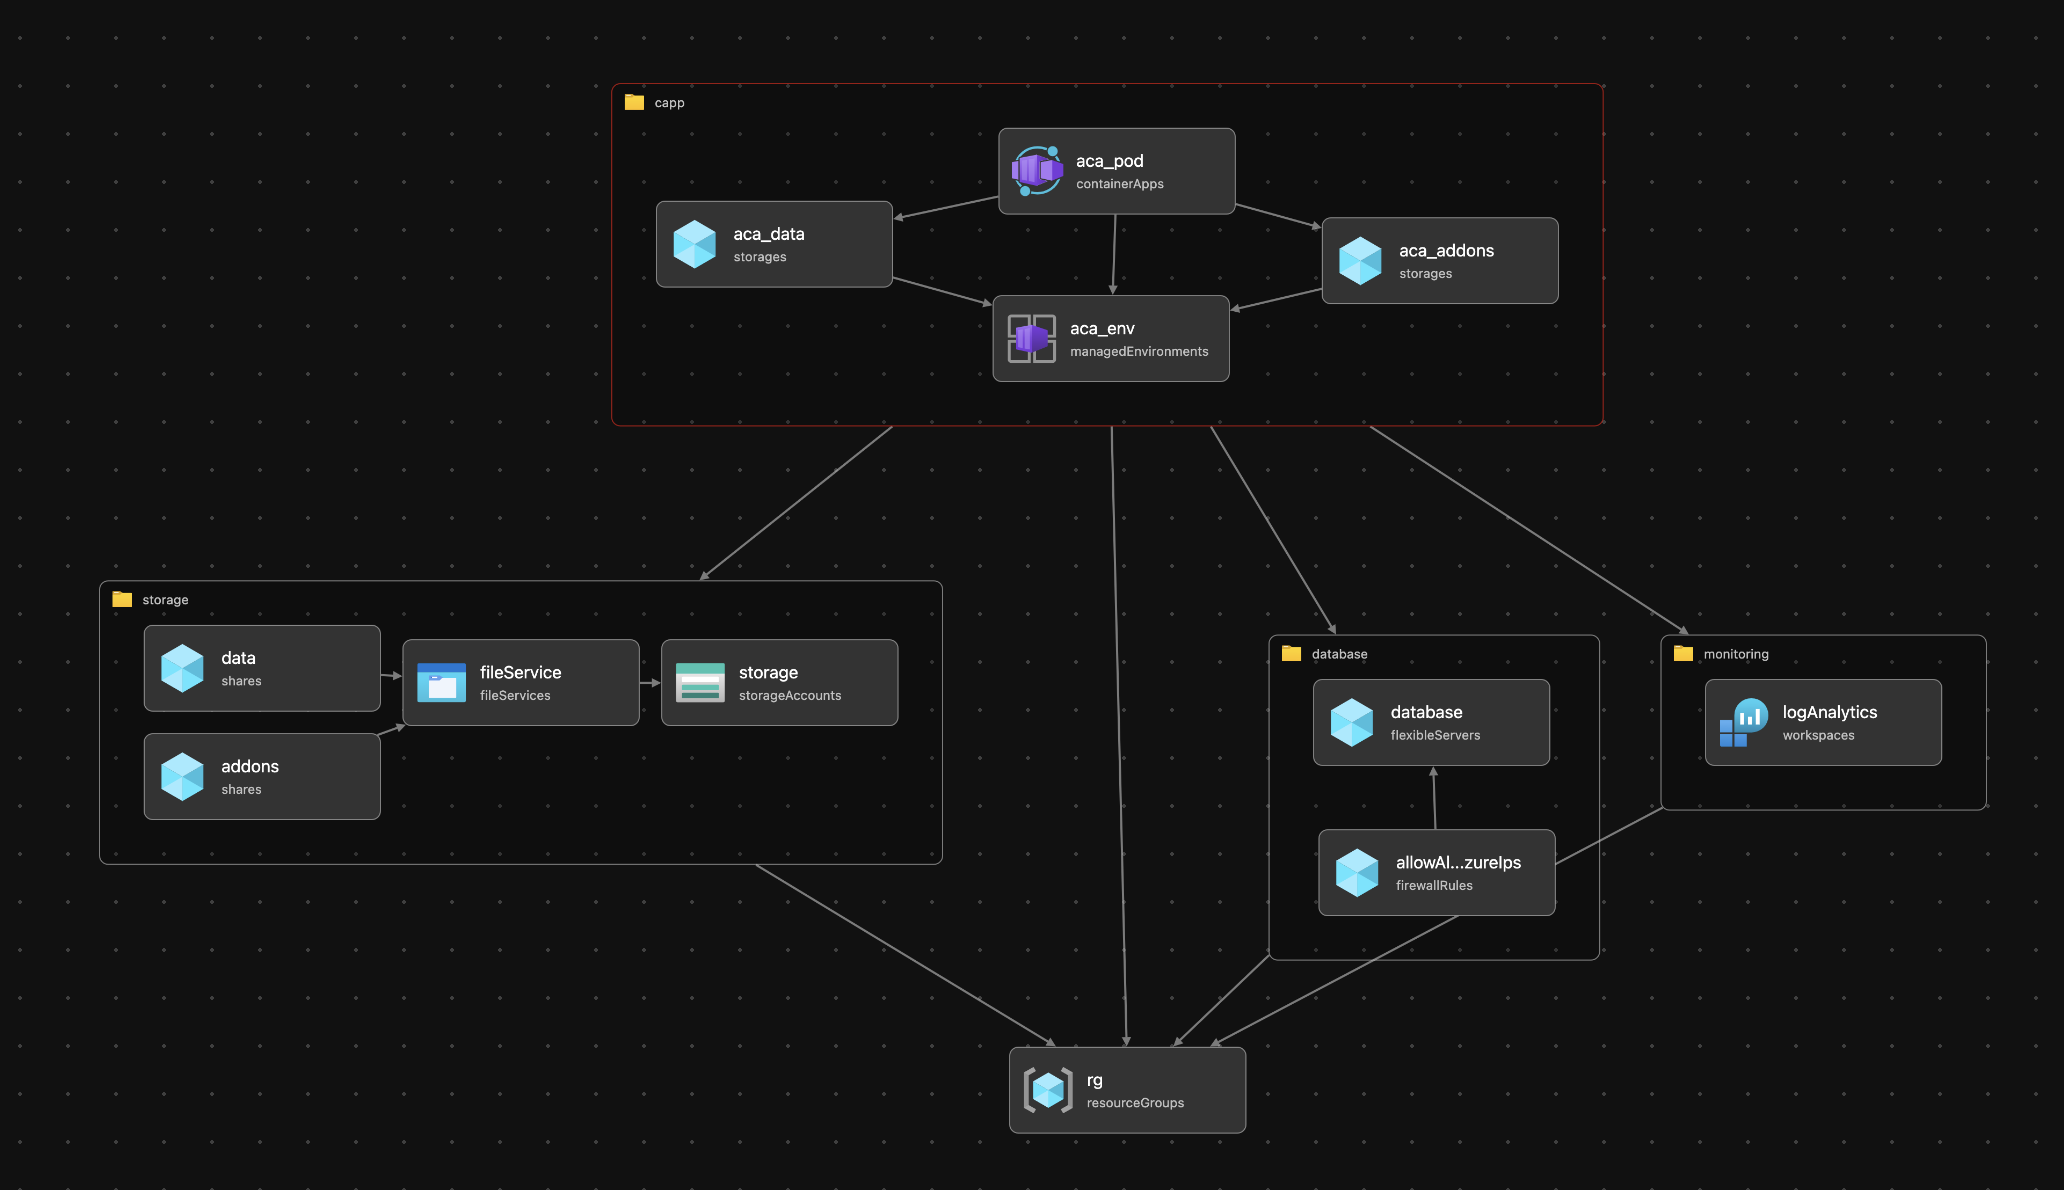 capp
aca_pod
containerApps
aca_data
storages
aca_addons
storages
aca_env
managedEnvironments
storage
data
shares
fileService
fileServices
storage
storageAccounts
addons
shares
database
database
flexibleServers
allowAl...zureIps
firewallRules
monitoring
logAnalytics
workspaces
rg
resourceGroups